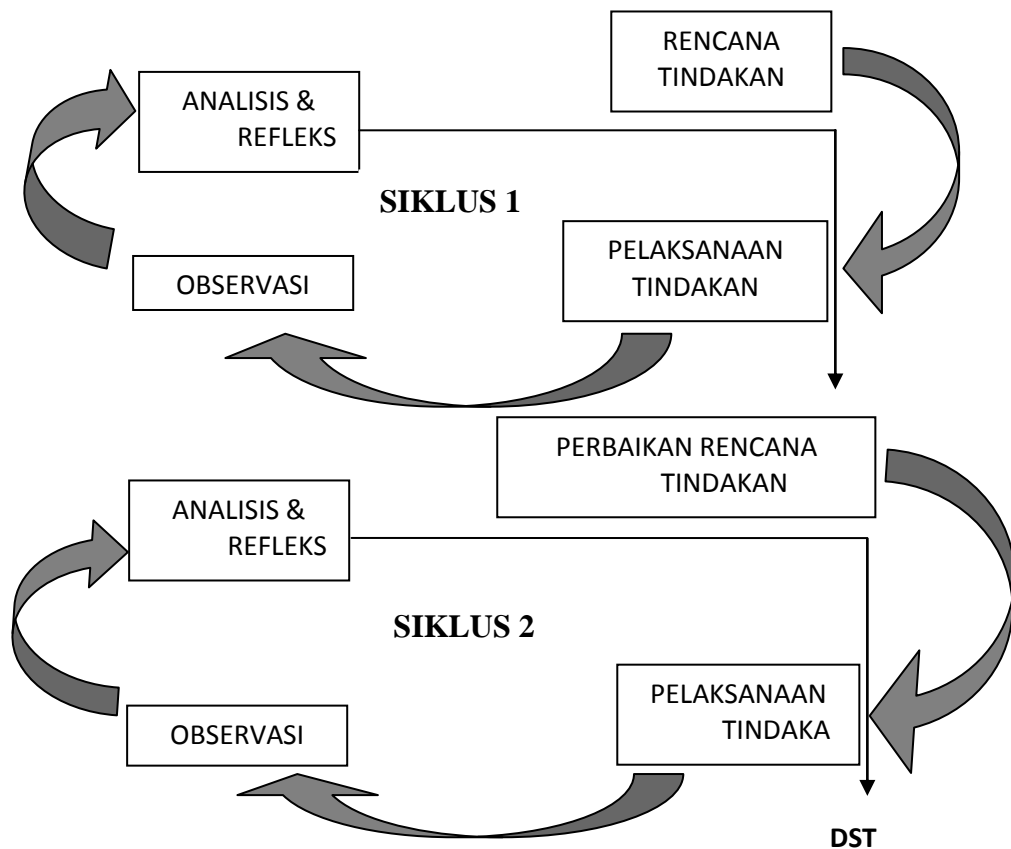 RENCANA
TINDAKAN
ANALISIS &
REFLEKS
SIKLUS 1
PELAKSANAAN
TINDAKAN
OBSERVASI
PERBAIKAN RENCANA
TINDAKAN
ANALISIS &
REFLEKS
SIKLUS 2
PELAKSANAAN
TINDAKA
OBSERVASI
DST